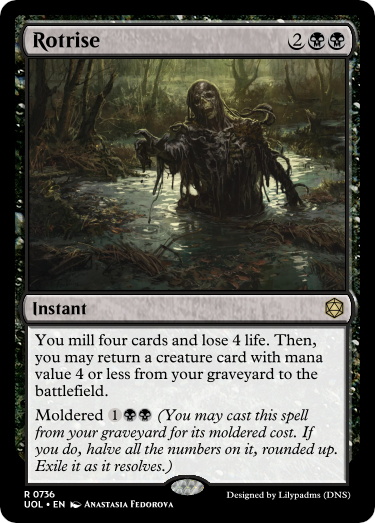 Rotrise 2
Instant
You mill four cards and lose 4 life. Then,
you may return a creature card with mana
value 4 or less from your graveyard to the
battlefield.
Moldered 1 (You may cast this spell
from your graveyard for its moldered cost. If
you do, halve all the numbers on it, rounded up.
Exile it as it resolves.)
R 0736
UOL • EN Anastasia Fedorova
Designed by Lilypadms (DNS)